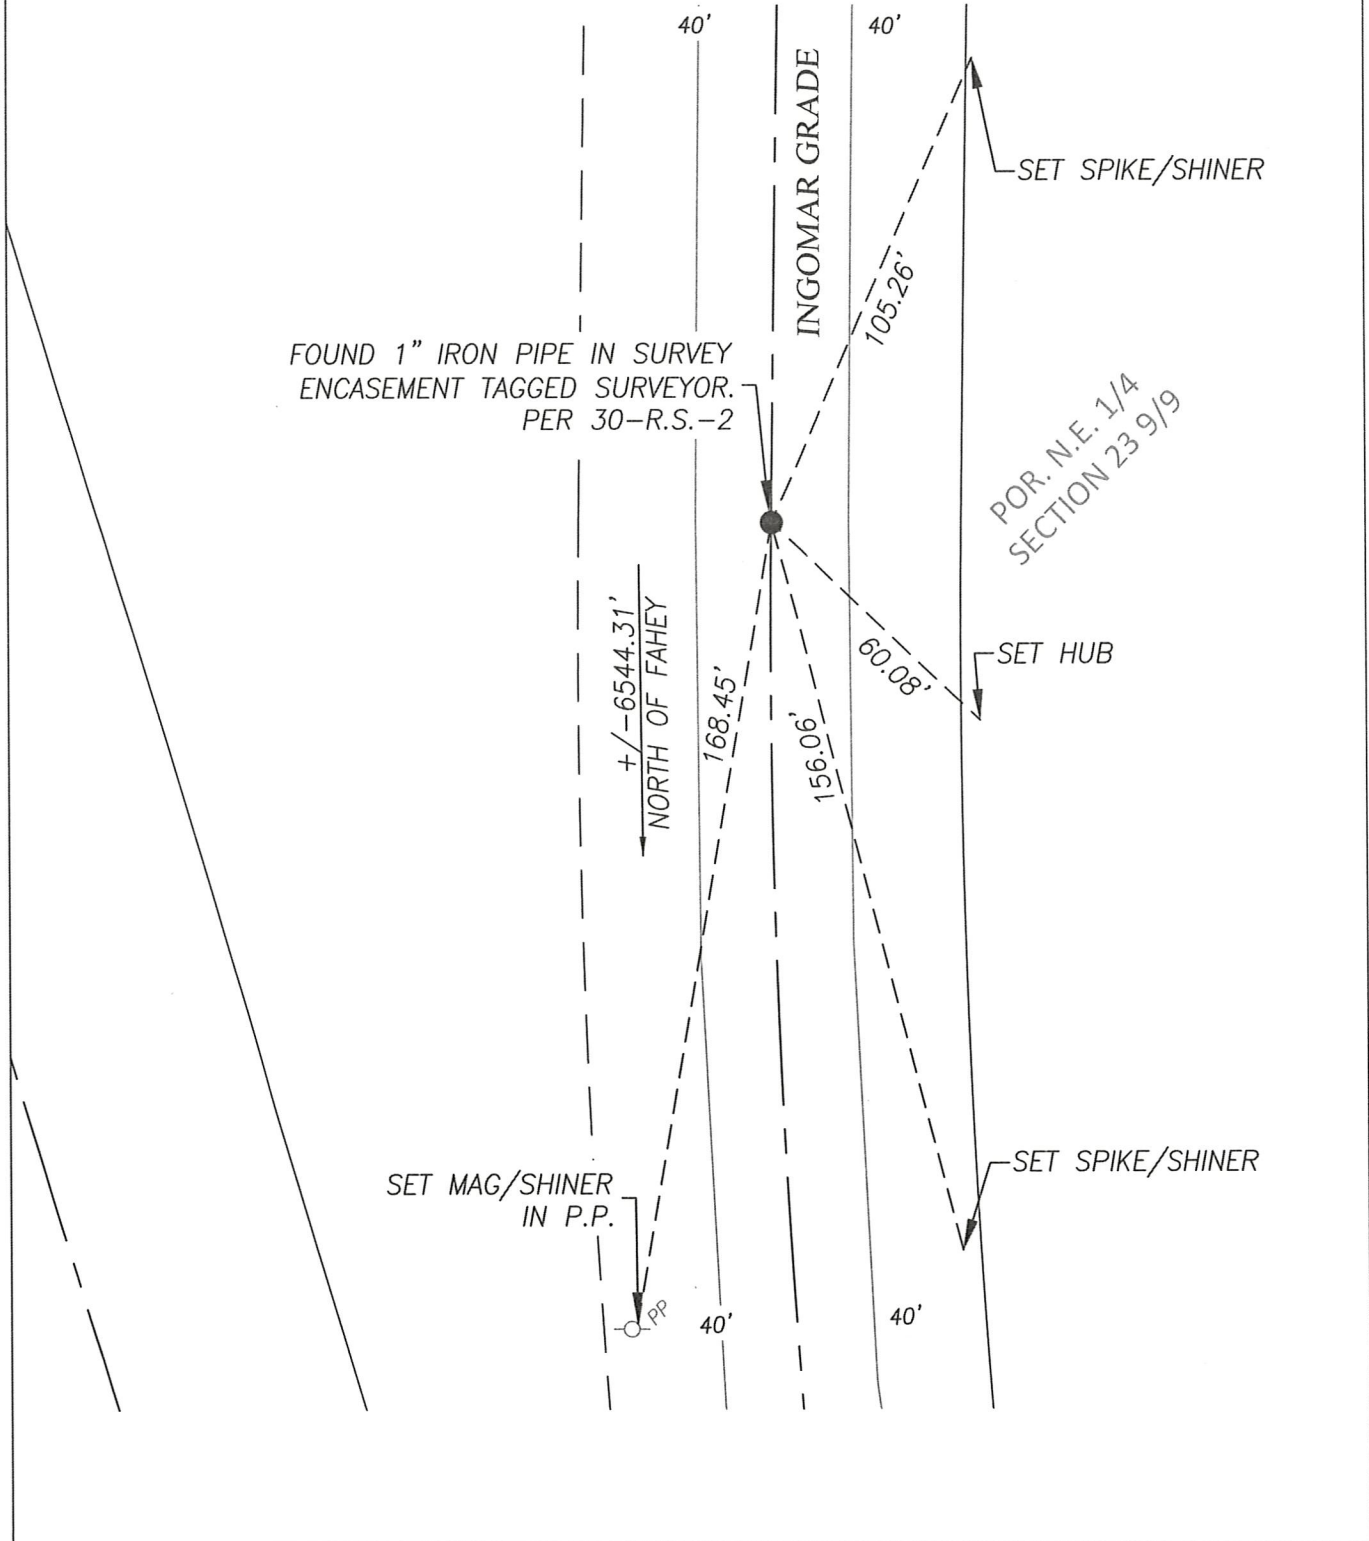 40'
40'
INGOMAR GRADE
SET SPIKE/SHINER
105.26'
FOUND 1" IRON PIPE IN SURVEY
ENCASEMENT TAGGED SURVEYOR.
PER 30-R.S.-2
POR. N.E. 1/4
SECTION 23 9/9
+/-6544.31'
NORTH OF FAHEY
168.45'
156.06'
60.08'
SET HUB
SET MAG/SHINER
IN P.P.
SET SPIKE/SHINER
PP
40'
40'